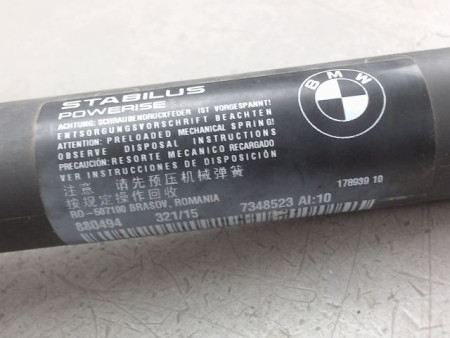 STABILUS
POWERISE
ACHTUNG: SCHRAUBENDRUCKFEDER IST VORGESPANNT!
ENTSORGUNGSVORSCHRIFT BEACHTEN
ATTENTION: PRELOADED MECHANICAL SPRING!
OBSERVE DISPOSAL INSTRUCTIONS
PRECAUCIÓN: RESORTE MECÁNICO RECARGADO
VER INSTRUCCIONES DE DISPOSICIÓN
注意 请先预压机械弹簧
按规定操作回收
RO-507190 BRASOV, ROMANIA
880494 321/15 7348523 AI:10
178939 10
BMW